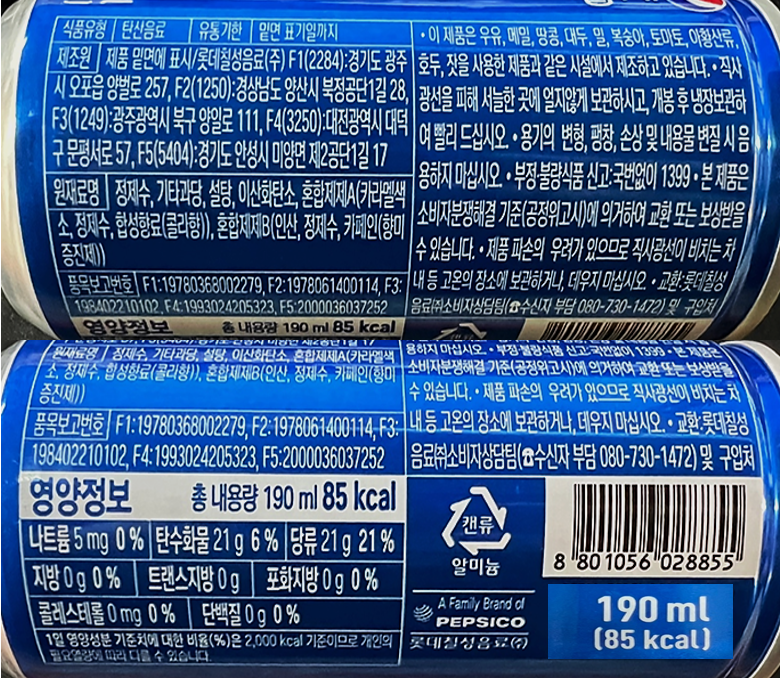 식품유형 탄산음료 유통기한 밑면 표기일까지
제조원 제품 밑면에 표시/롯데칠성음료(주) F1(2284):경기도 광주
시 오포읍 양벌로 257, F2(1250):경상남도 양산시 북정공단1길 28,
F3(1249):광주광역시 북구 양일로 111, F4(3250):대전광역시 대덕
구 문평서로 57, F5(5404):경기도 안성시 미양면 제2공단1길 17
원재료명 정제수, 기타과당, 설탕, 이산화탄소, 혼합제제A(카라멜색
소, 정제수, 합성향료(콜라향)), 혼합제제B(인산, 정제수, 카페인(향미
증진제))
품목보고번호 F1:19780368002279, F2:1978061400114, F3:
198402210102, F4:1993024205323, F5:2000036037252
영양정보 총 내용량 190 ml 85 kcal
• 이 제품은 우유, 메밀, 땅콩, 대두, 밀, 복숭아, 토마토, 아황산류,
호두, 잣을 사용한 제품과 같은 시설에서 제조하고 있습니다. • 직사
광선을 피해 서늘한 곳에 얼지않게 보관하시고, 개봉 후 냉장보관하
여 빨리 드십시오 • 용기의 변형, 팽창, 손상 및 내용물 변질 시 음
용하지 마십시오 • 부정·불량식품 신고:국번없이 1399 • 본 제품은
소비자분쟁해결 기준(공정위고시)에 의거하여 교환 또는 보상받을
수 있습니다. • 제품 파손의 우려가 있으므로 직사광선이 비치는 차
내 등 고온의 장소에 보관하거나, 데우지 마십시오 • 교환:롯데칠성
음료㈜소비자상담팀(☎수신자 부담 080-730-1472) 및 구입처
원재료명 정제수, 기타과당, 설탕, 이산화탄소, 혼합제제A(카라멜색
소, 정제수, 합성향료(콜라향)), 혼합제제B(인산, 정제수, 카페인(향미
증진제))
품목보고번호 F1:19780368002279, F2:1978061400114, F3:
198402210102, F4:1993024205323, F5:2000036037252
용하지 마십시오 • 부정·불량식품 신고:국번없이 1399 • 본 제품은
소비자분쟁해결 기준(공정위고시)에 의거하여 교환 또는 보상받을
수 있습니다. • 제품 파손의 우려가 있으므로 직사광선이 비치는 차
내 등 고온의 장소에 보관하거나, 데우지 마십시오 • 교환:롯데칠성
음료㈜소비자상담팀(☎수신자 부담 080-730-1472) 및 구입처
영양정보 총 내용량 190 ml 85 kcal
나트륨 5 mg 0 % 탄수화물 21 g 6 % 당류 21 g 21 %
지방 0 g 0 % 트랜스지방 0 g 포화지방 0 g 0 %
콜레스테롤 0 mg 0 % 단백질 0 g 0 %
1일 영양성분 기준치에 대한 비율(%)은 2,000 kcal 기준이므로 개인의
필요열량에 따라 다를 수 있습니다.
캔류
알미늄
A Family Brand of
PEPSICO
롯데칠성음료(주)
8 801056 028855
190 ml
(85 kcal)